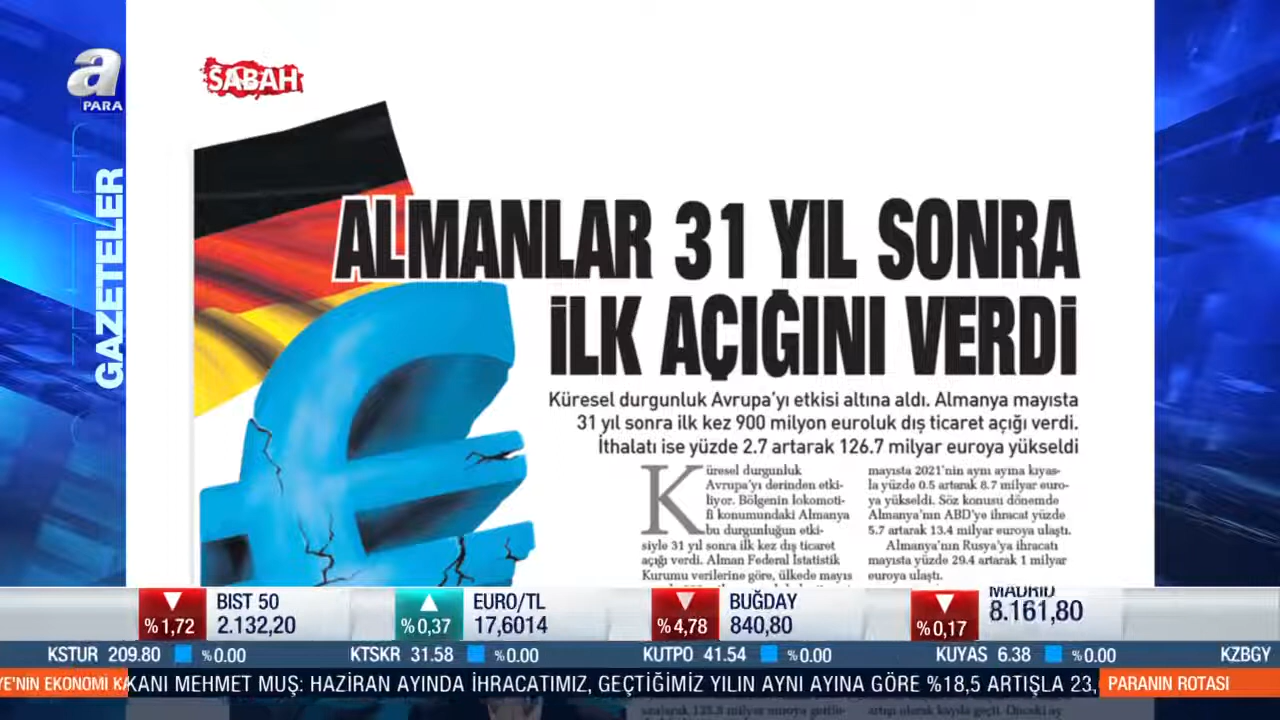 a
PARA
GAZETELER
SABAH
ALMANLAR 31 YIL SONRA
İLK AÇIĞINI VERDİ
Küresel durgunluk Avrupa'yı etkisi altına aldı. Almanya mayısta
31 yıl sonra ilk kez 900 milyon euroluk dış ticaret açığı verdi.
İthalatı ise yüzde 2.7 artarak 126.7 milyar euroya yükseldi
Küresel durgunluk
Avrupa'yı derinden etki-
liyor. Bölgenin lokomoti-
fi konumundaki Almanya
bu durgunluğun etki-
siyle 31 yıl sonra ilk kez dış ticaret
açığı verdi. Alman Federal İstatistik
Kurumu verilerine göre, ülkede mayıs
mayısta 2021'nin aynı ayına kıyas-
la yüzde 0.5 artarak 8.7 milyar euro-
ya yükseldi. Söz konusu dönemde
Almanya'nın ABD'ye ihracat yüzde
5.7 artarak 13.4 milyar euroya ulaştı.
Almanya'nın Rusya'ya ihracatı
mayısta yüzde 29.4 artarak 1 milyar
euroya ulaştı.
%1,72 BIST 50 2.132,20
%0,37 EURO/TL 17,6014
%4,78 BUĞDAY 840,80
%0,17 MADRID 8.161,80
KSTUR 209.80 %0.00 KTSKR 31.58 %0.00 KUTPO 41.54 %0.00 KUYAS 6.38 %0.00 KZBGY
YE'NİN EKONOMİ KA
KANI MEHMET MUŞ: HAZİRAN AYINDA İHRACATIMIZ, GEÇTİĞİMİZ YILIN AYNI AYINA GÖRE %18,5 ARTIŞLA 23,
PARANIN ROTASI